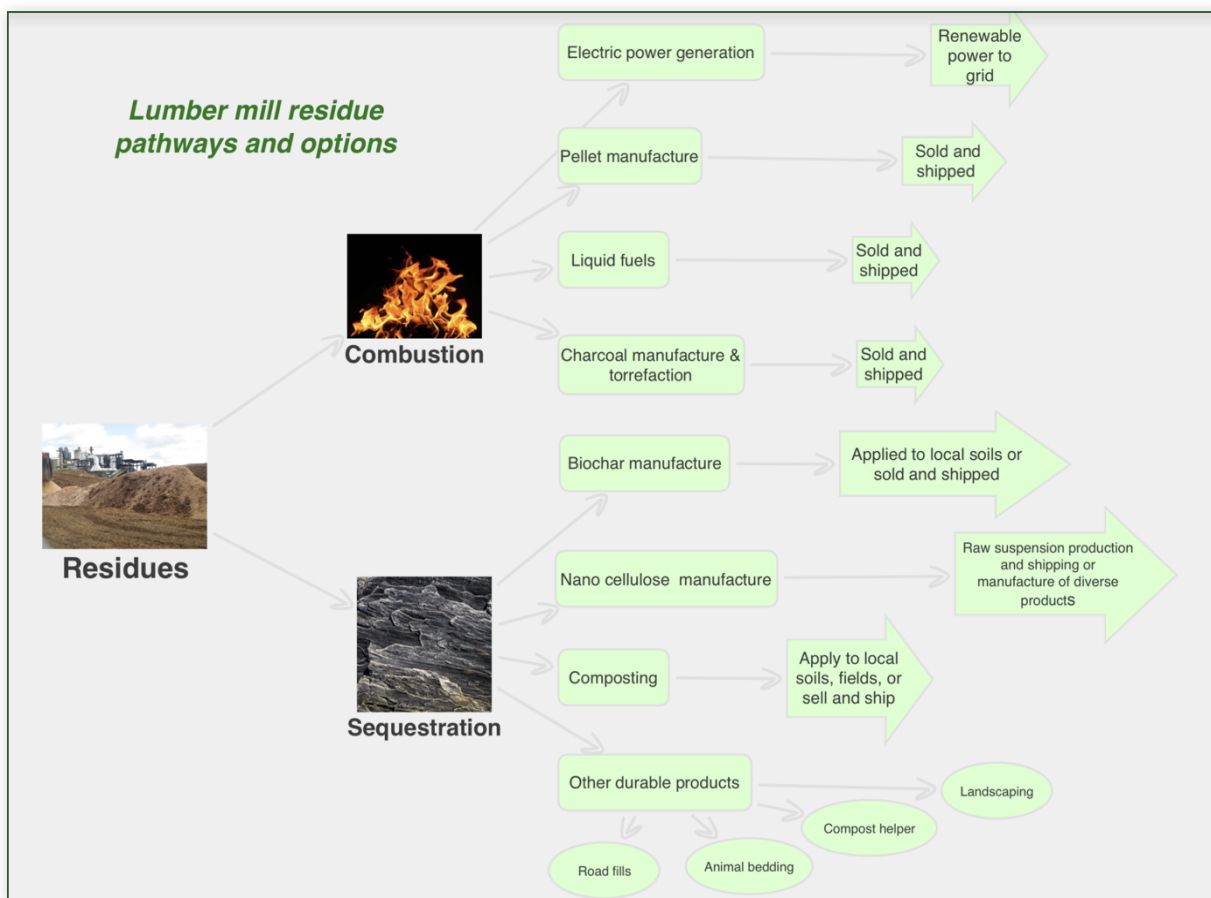 Lumber mill residue
pathways and options
Electric power generation
Renewable
power to
grid
Pellet manufacture
Sold and
shipped
Liquid fuels
Sold and
shipped
Combustion
Charcoal manufacture &
torrefaction
Sold and
shipped
Biochar manufacture
Applied to local soils or
sold and shipped
Residues
Nano cellulose manufacture
Raw suspension production
and shipping or
manufacture of diverse
products
Composting
Apply to local
soils, fields, or
sell and ship
Sequestration
Other durable products
Landscaping
Compost helper
Animal bedding
Road fills